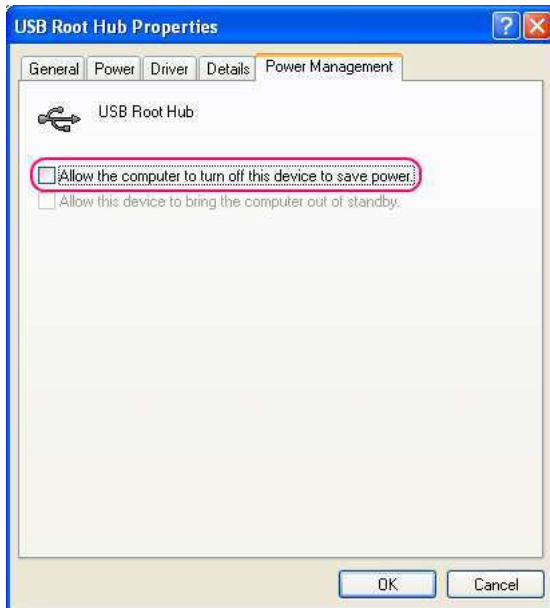 USB Root Hub Properties
General Power Driver Details Power Management
USB Root Hub
Allow the computer to turn off this device to save power.
Allow this device to bring the computer out of standby.
OK Cancel